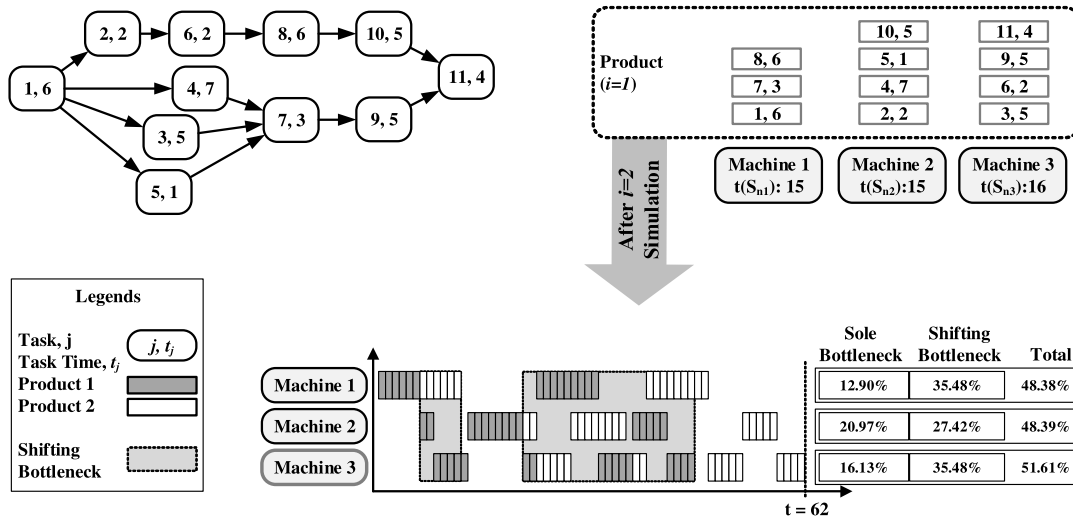 2, 2
6, 2
8, 6
10, 5
1, 6
4, 7
3, 5
5, 1
7, 3
9, 5
11, 4
Product
(i=1)
8, 6
7, 3
1, 6
10, 5
5, 1
4, 7
2, 2
11, 4
9, 5
6, 2
3, 5
Machine 1
t(Sn1): 15
Machine 2
t(Sn2):15
Machine 3
t(Sn3):16
After i=2
Simulation
Legends
Task, j
Task Time, tj
j, tj
Product 1
Product 2
Shifting
Bottleneck
Machine 1
Machine 2
Machine 3
t = 62
Sole
Bottleneck
Shifting
Bottleneck
Total
12.90% 35.48% 48.38%
20.97% 27.42% 48.39%
16.13% 35.48% 51.61%